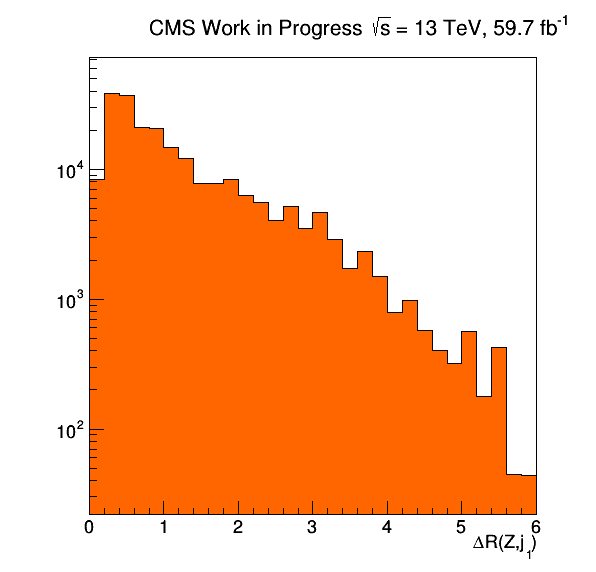 CMS Work in Progress √s = 13 TeV, 59.7 fb⁻¹
10⁴
10³
10²
0 1 2 3 4 5 6
ΔR(Z,j₁)